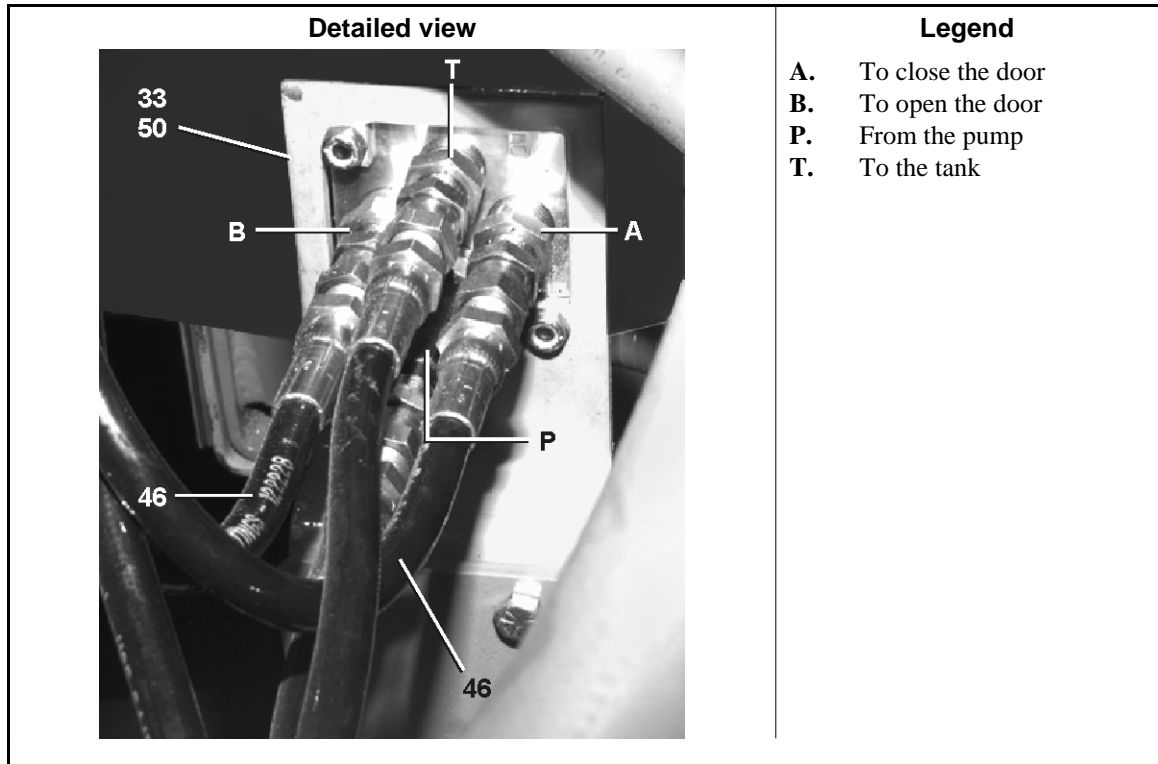 Detailed view
Legend
A. To close the door
B. To open the door
P. From the pump
T. To the tank
T
33
50
B
A
P
46
46